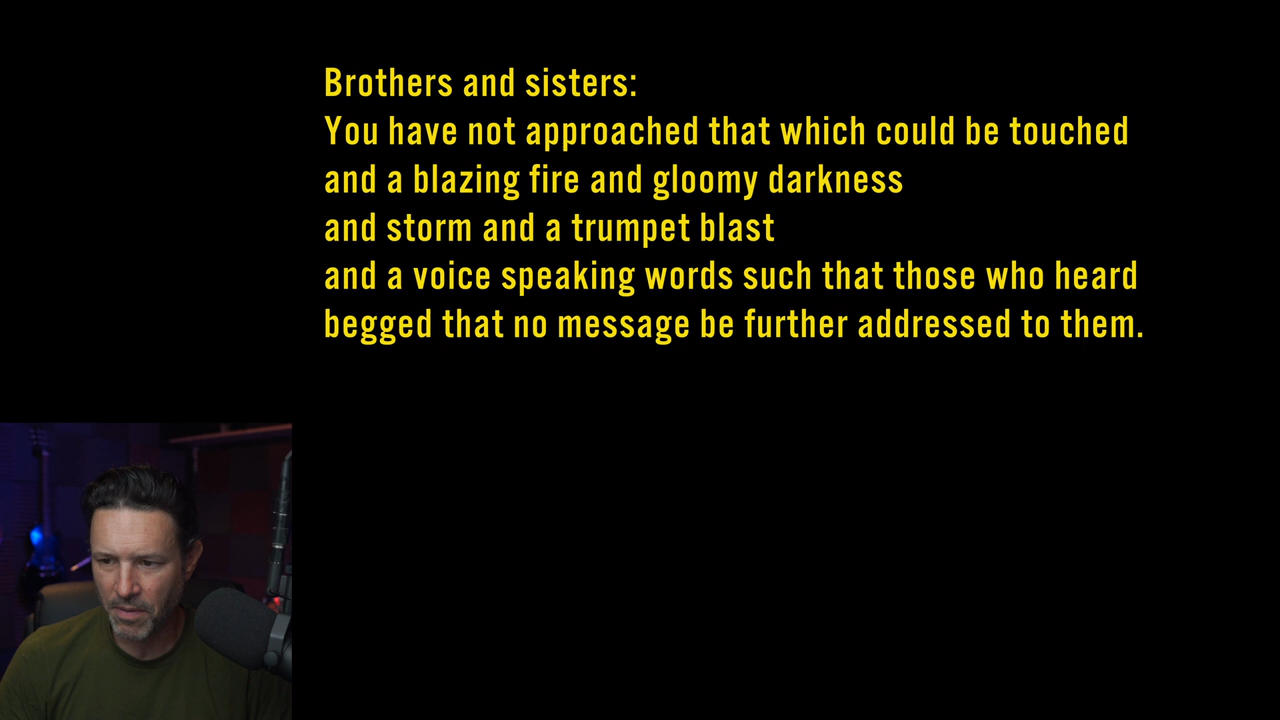 Brothers and sisters:
You have not approached that which could be touched
and a blazing fire and gloomy darkness
and storm and a trumpet blast
and a voice speaking words such that those who heard
begged that no message be further addressed to them.